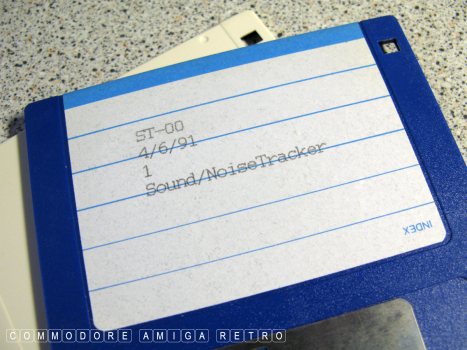 ST-00
4/6/91
1
Sound/NoiseTracker
INDEX
COMMODORE AMIGA RETRO